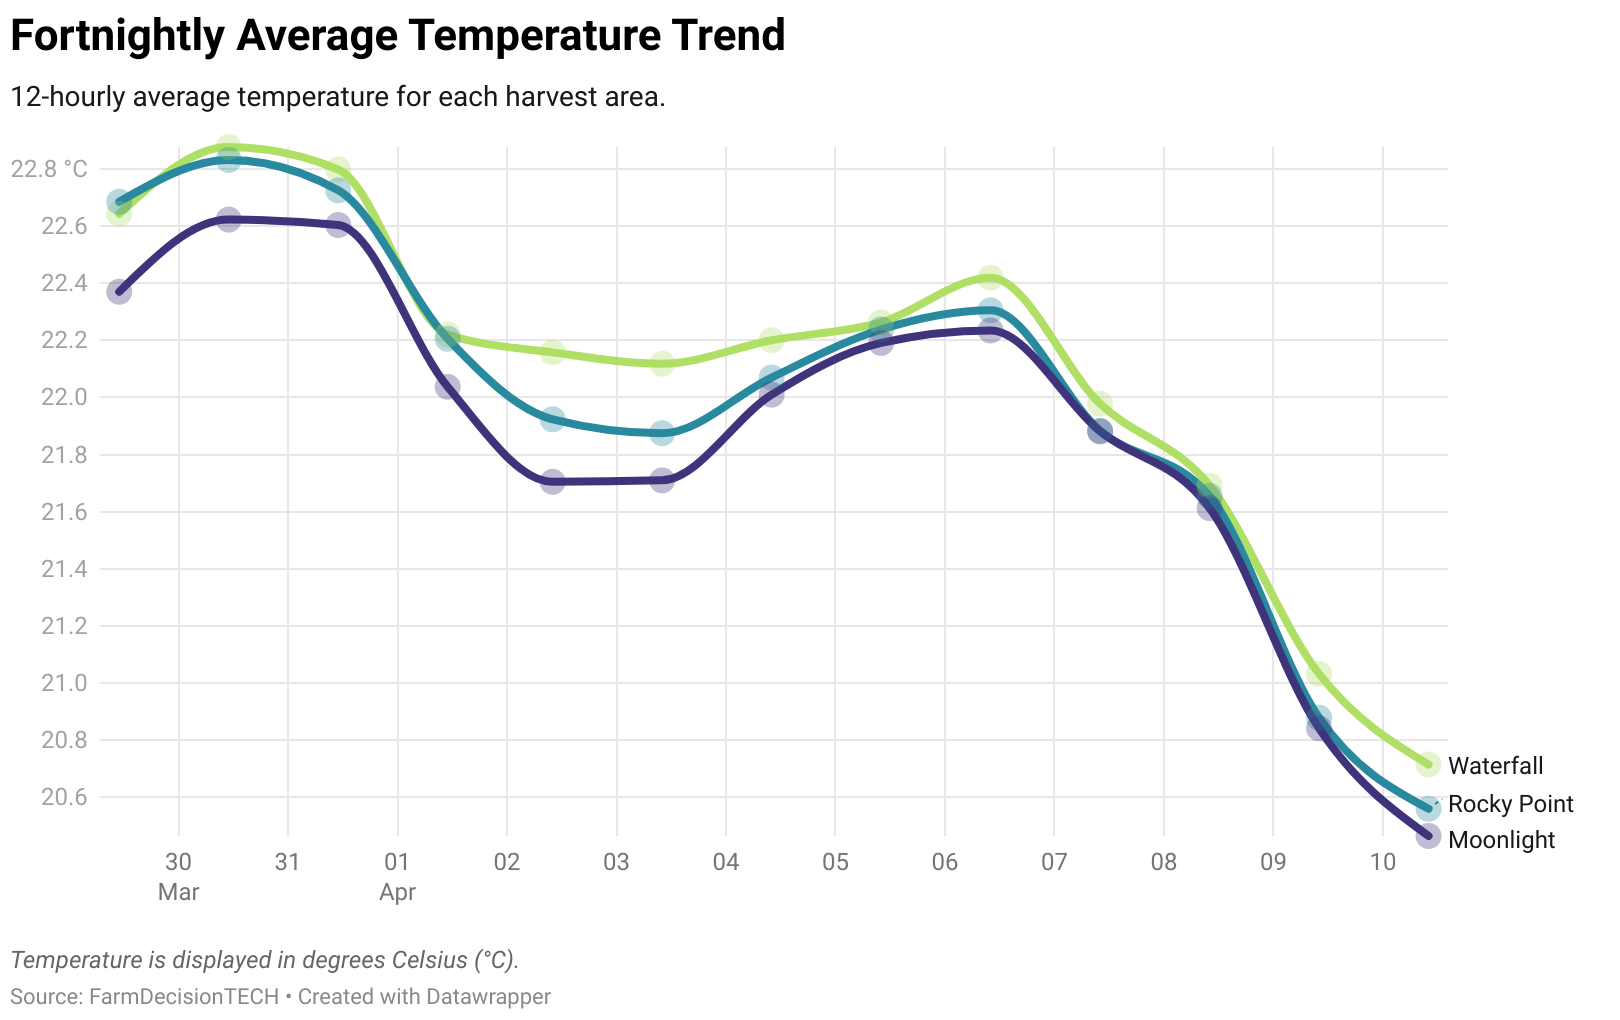 Fortnightly Average Temperature Trend
12-hourly average temperature for each harvest area.
22.8 °C
22.6
22.4
22.2
22.0
21.8
21.6
21.4
21.2
21.0
20.8
20.6
Waterfall
Rocky Point
Moonlight
30 31 01 02 03 04 05 06 07 08 09 10
Mar Apr
Temperature is displayed in degrees Celsius (°C).
Source: FarmDecisionTECH • Created with Datawrapper